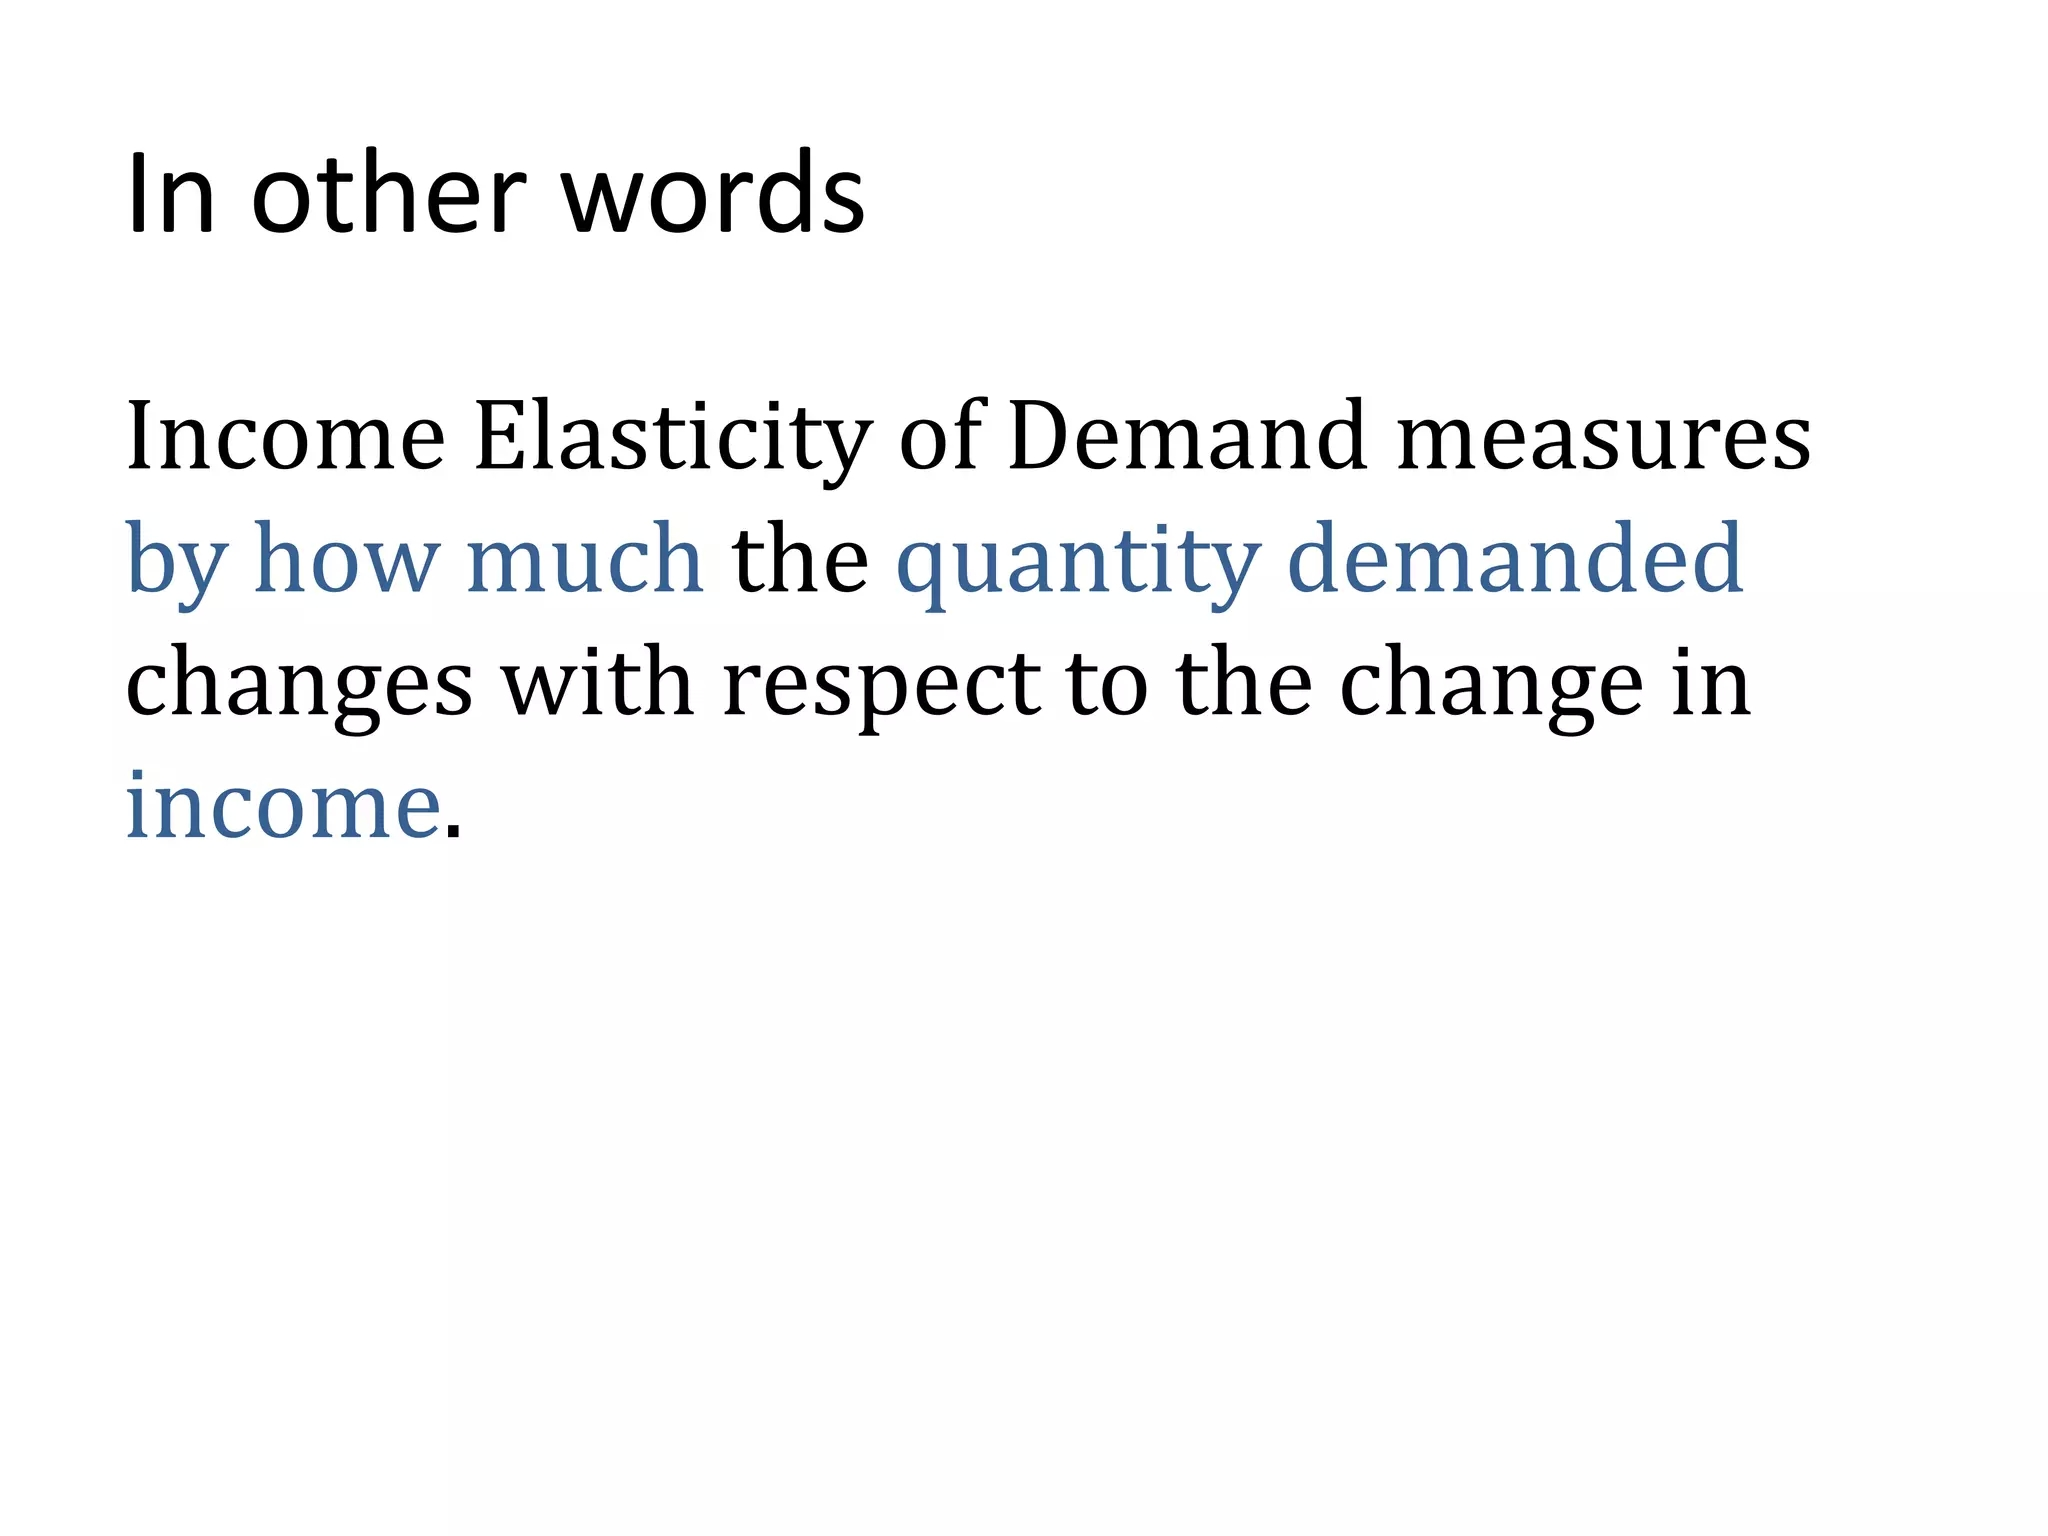 In other words
Income Elasticity of Demand measures
by how much the quantity demanded
changes with respect to the change in
income.